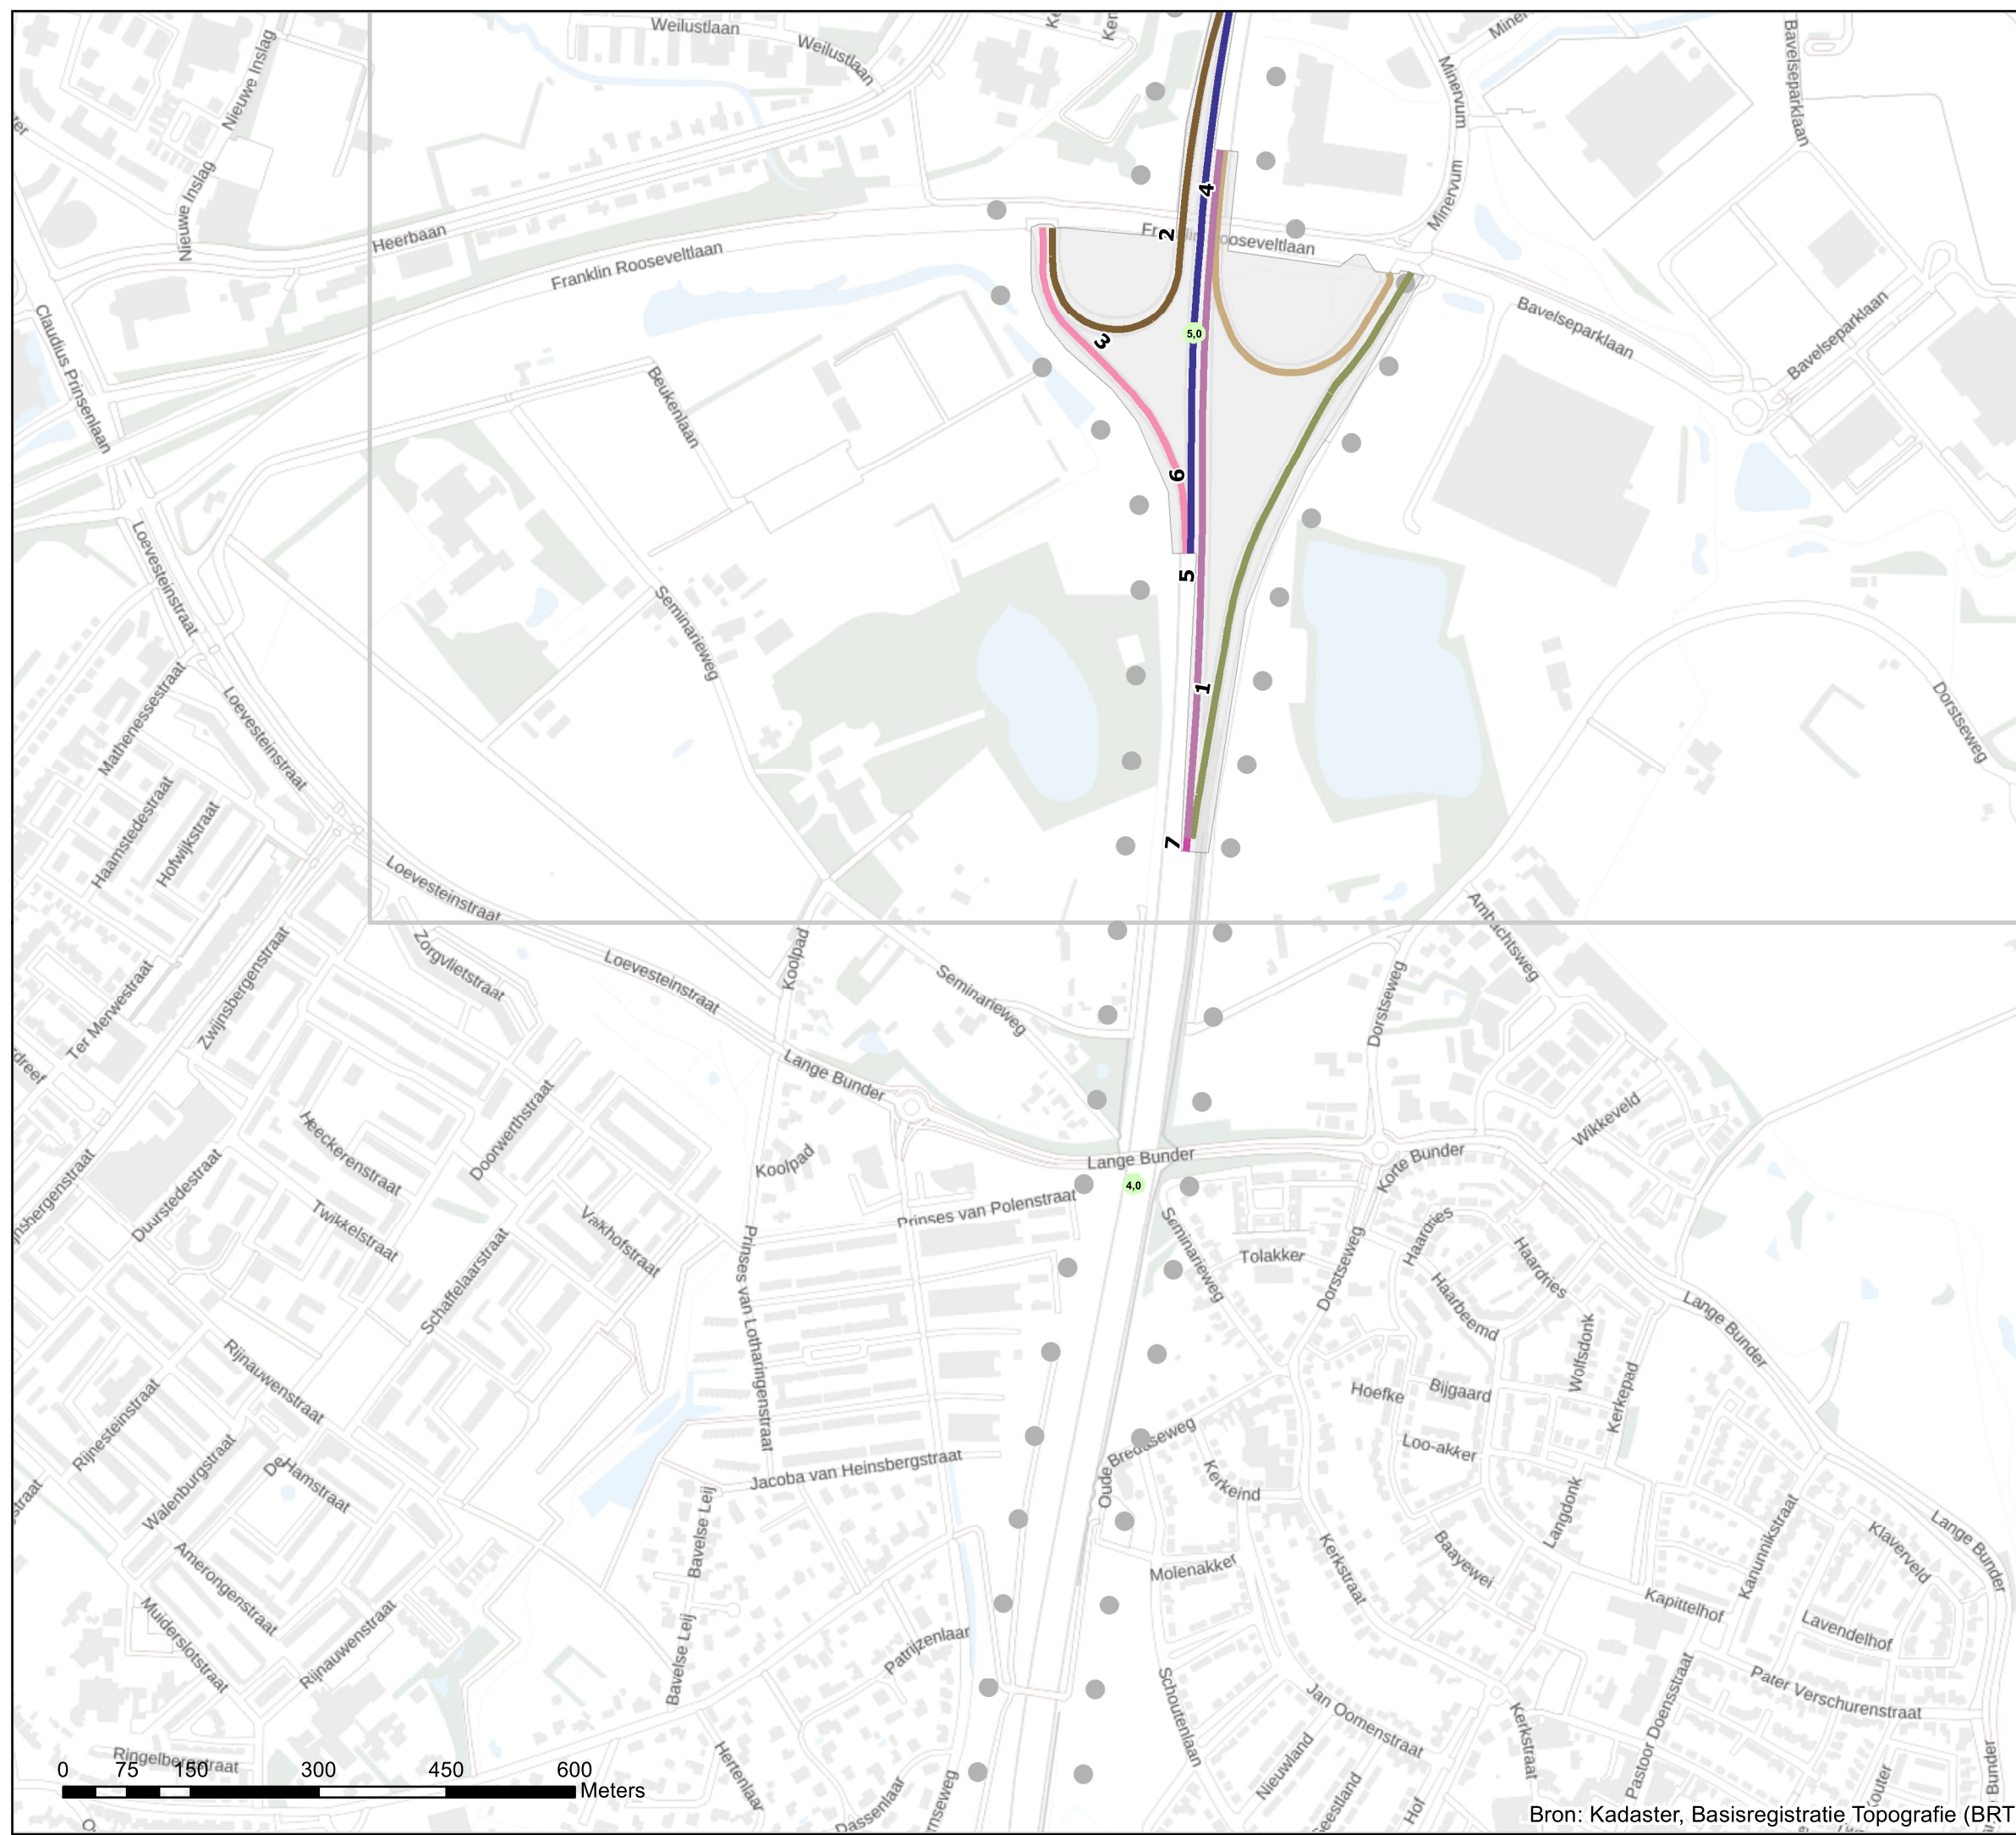 Weilustlaan
Weilustlaan
Nieuwe Inslag
Nieuwe Inslag
Minervum
Minervum
Bavelseparklaan
Heerbaan
Franklin Rooseveltlaan
Franklin Rooseveltlaan
4
2
3
5,0
6
5
1
7
Claudius Prinsenlaan
Beukenlaan
Bavelseparklaan
Bavelseparklaan
Loevesteinstraat
Seminarieweg
Mathenessestraat
Loevesteinstraat
Dorstseweg
Haamstedestraat
Hofwijkstraat
Loevesteinstraat
Zorgvlietstraat
Zwijnsbergenstraat
Ter Merwestraat
Loevesteinstraat
Koolpad
Seminarieweg
Ambachtsweg
Dorstseweg
Lange Bunder
Lange Bunder
Korte Bunder
Wikkeveld
Heeckerenstraat
Doorwerthstraat
Koolpad
4,0
Prinses van Polenstraat
Duurstedestraat
Twikkelstraat
Valkhofstraat
Schaffelaarstraat
Prinses van Lotharingenstraat
Seminarieweg
Tolakker
Dorstseweg
Haardries
Haardries
Haarbeemd
Wolfsdonk
Kerkepad
Lange Bunder
Rijnauwenstraat
Rijnesteinstraat
Walenburgstraat
De Hamstraat
Hoefke
Bijgaard
Loo-akker
Jacoba van Heinsbergstraat
Oude Bredaseweg
Kerkeind
Langdonk
Bavelse Leij
Bavelse Leij
Amerongenstraat
Muiderslotstraat
Rijnauwenstraat
Molenakker
Kerkstraat
Baayewei
Kanunnikstraat
Klaverveld
Lange Bunder
Kapittelhof
Lavendelhof
Patrijzenlaar
Schoutenlaan
Jan Oomenstraat
Pastoor Doensstraat
Pater Verschurenstraat
Kerkstraat
Ringelbergstraat
Hertenlaar
Dassenlaar
Nieuwland
Hof
0 75 150 300 450 600
Meters
Bron: Kadaster, Basisregistratie Topografie (BRT